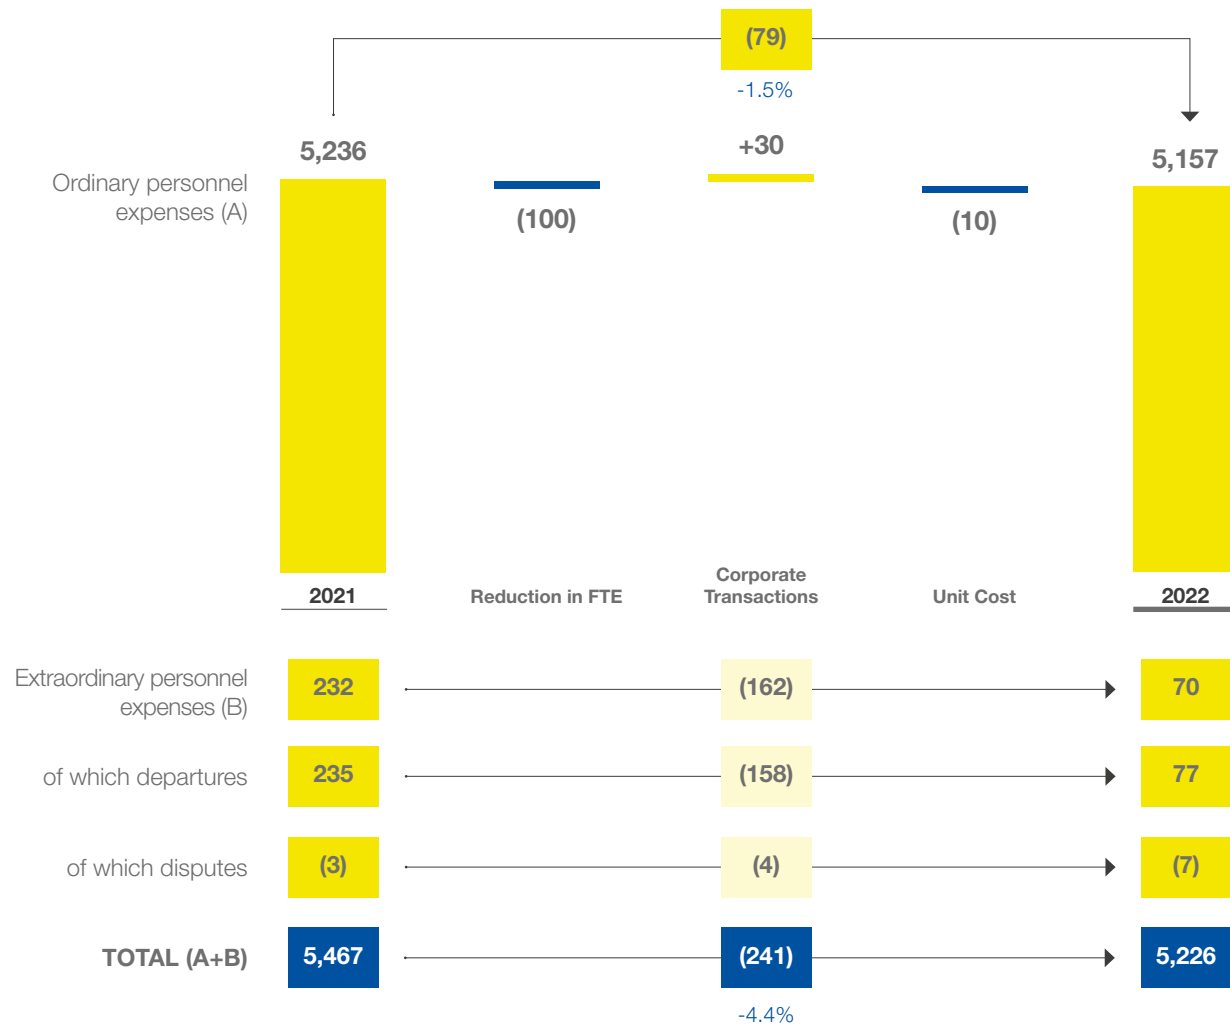 (79)
-1.5%
5,236
+30
5,157
Ordinary personnel
expenses (A)
(100)
(10)
2021
Reduction in FTE
Corporate
Transactions
Unit Cost
2022
Extraordinary personnel
expenses (B)
232
(162)
70
of which departures
235
(158)
77
of which disputes
(3)
(4)
(7)
TOTAL (A+B)
5,467
(241)
5,226
-4.4%